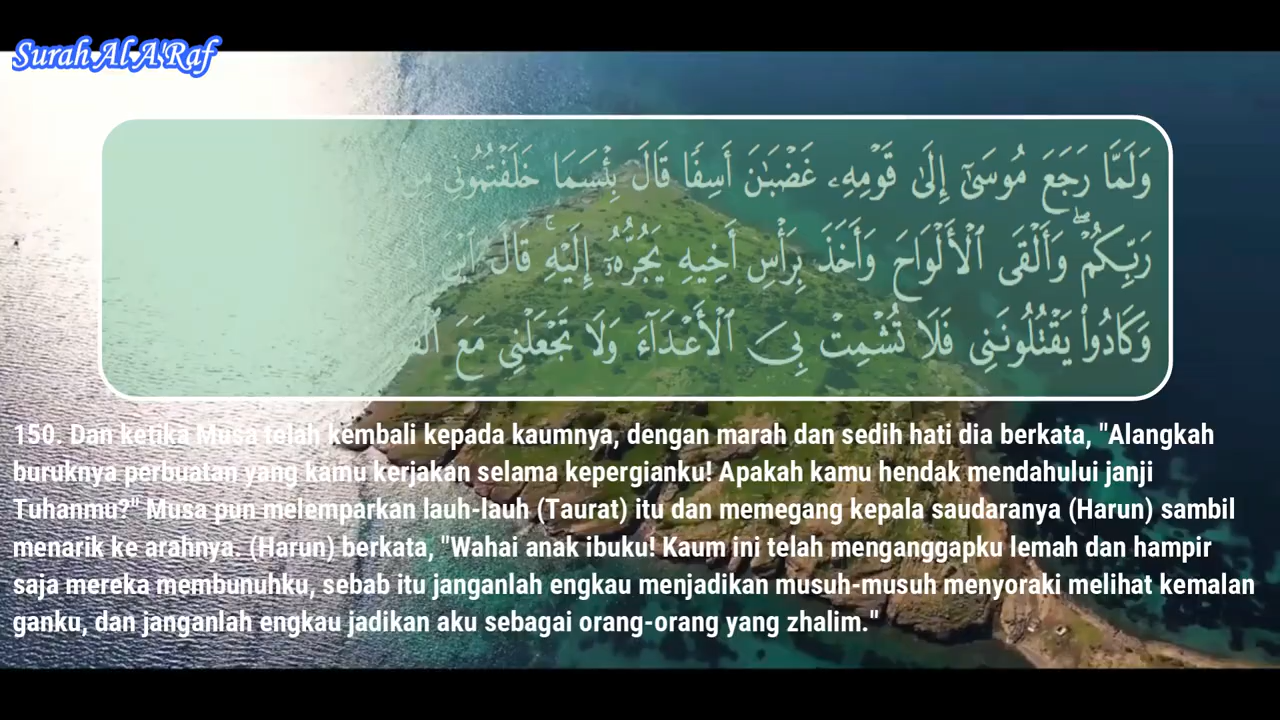 Surah Al A'Raf
وَلَمَّا رَجَعَ مُوسَىٰٓ إِلَىٰ قَوْمِهِۦ غَضْبَٰنَ أَسِفًا قَالَ بِئْسَمَا خَلَفْتُمُونِى مِنۢ
رَبِّكُمْ ۖ وَأَلْقَى ٱلْأَلْوَاحَ وَأَخَذَ بِرَأْسِ أَخِيهِ يَجُرُّهُۥٓ إِلَيْهِ ۚ قَالَ ٱبْنَ
وَكَادُوا۟ يَقْتُلُونَنِى فَلَا تُشْمِتْ بِىَ ٱلْأَعْدَآءَ وَلَا تَجْعَلْنِى مَعَ
150. Dan ketika Musa telah kembali kepada kaumnya, dengan marah dan sedih hati dia berkata, "Alangkah
buruknya perbuatan yang kamu kerjakan selama kepergianku! Apakah kamu hendak mendahului janji
Tuhanmu?" Musa pun melemparkan lauh-lauh (Taurat) itu dan memegang kepala saudaranya (Harun) sambil
menarik ke arahnya. (Harun) berkata, "Wahai anak ibuku! Kaum ini telah menganggapku lemah dan hampir
saja mereka membunuhku, sebab itu janganlah engkau menjadikan musuh-musuh menyoraki melihat kemalan
ganku, dan janganlah engkau jadikan aku sebagai orang-orang yang zhalim."